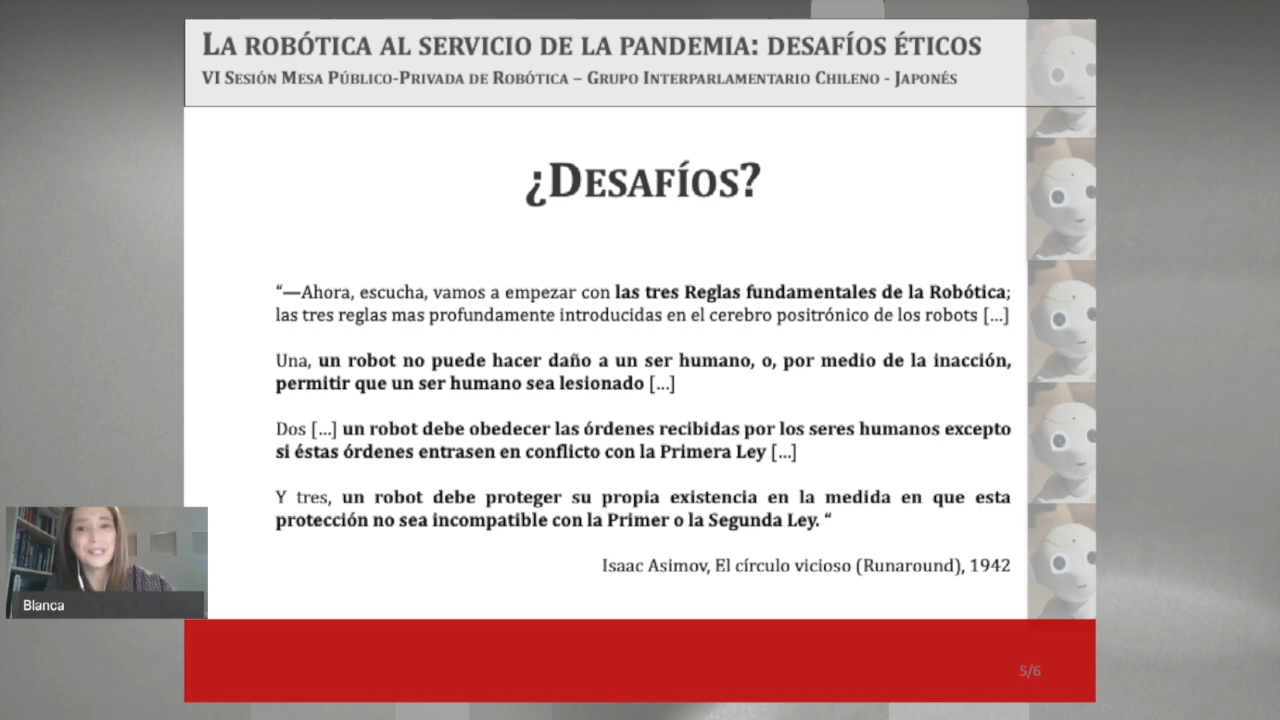 LA ROBÓTICA AL SERVICIO DE LA PANDEMIA: DESAFÍOS ÉTICOS
VI SESIÓN MESA PÚBLICO-PRIVADA DE ROBÓTICA – GRUPO INTERPARLAMENTARIO CHILENO - JAPONÉS
¿DESAFÍOS?
“—Ahora, escucha, vamos a empezar con las tres Reglas fundamentales de la Robótica;
las tres reglas mas profundamente introducidas en el cerebro positrónico de los robots [...]
Una, un robot no puede hacer daño a un ser humano, o, por medio de la inacción,
permitir que un ser humano sea lesionado [...]
Dos [...] un robot debe obedecer las órdenes recibidas por los seres humanos excepto
si éstas órdenes entrasen en conflicto con la Primera Ley [...]
Y tres, un robot debe proteger su propia existencia en la medida en que esta
protección no sea incompatible con la Primer o la Segunda Ley. “
Isaac Asimov, El círculo vicioso (Runaround), 1942
Blanca
5/6